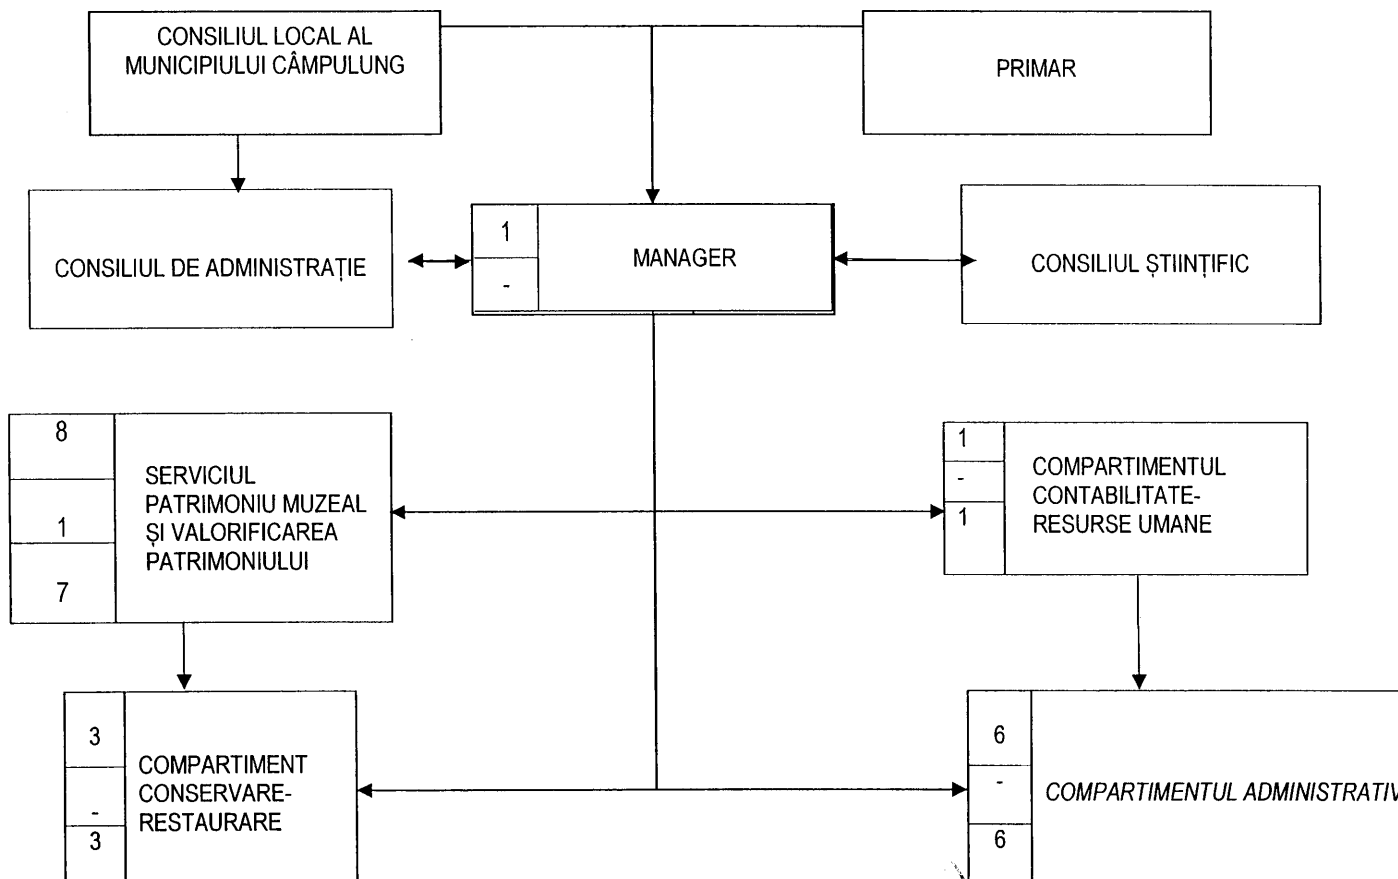 CONSILIUL LOCAL AL
MUNICIPIULUI CÂMPULUNG
PRIMAR
CONSILIUL DE ADMINISTRAȚIE
1
-
MANAGER
CONSILIUL ȘTIINȚIFIC
8
1
7
SERVICIUL
PATRIMONIU MUZEAL
ȘI VALORIFICAREA
PATRIMONIULUI
1
-
1
COMPARTIMENTUL
CONTABILITATE-
RESURSE UMANE
3
-
3
COMPARTIMENT
CONSERVARE-
RESTAURARE
6
-
6
COMPARTIMENTUL ADMINISTRATIV